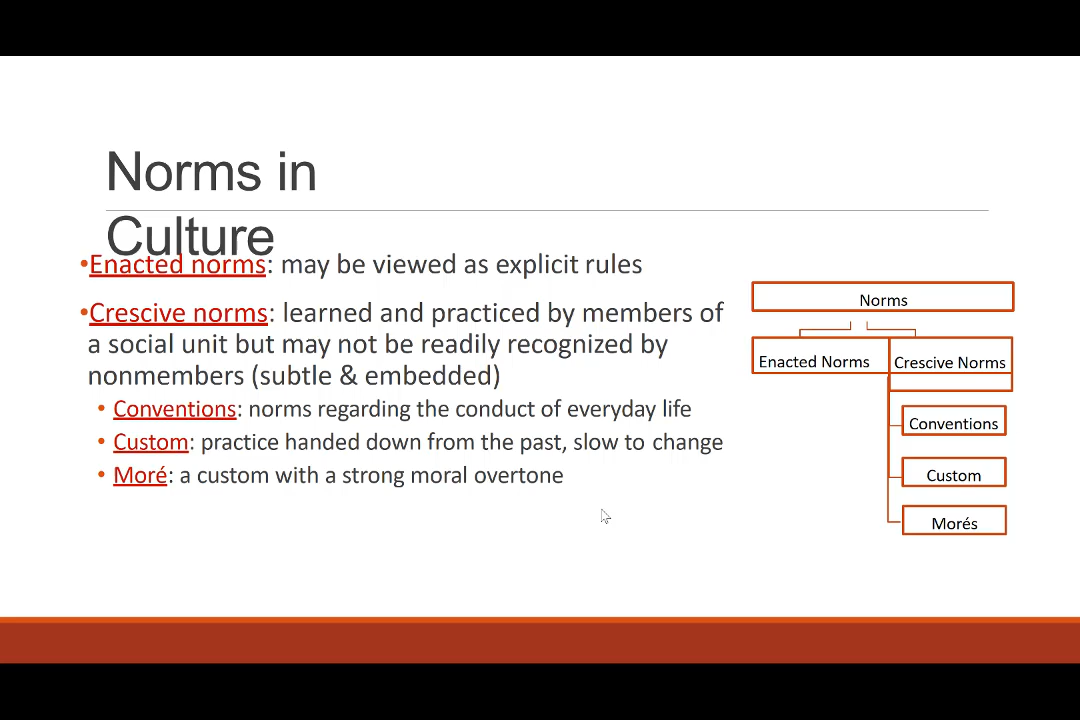 Norms in
Culture
•Enacted norms: may be viewed as explicit rules
•Crescive norms: learned and practiced by members of
a social unit but may not be readily recognized by
nonmembers (subtle & embedded)
• Conventions: norms regarding the conduct of everyday life
• Custom: practice handed down from the past, slow to change
• Moré: a custom with a strong moral overtone
Norms
Enacted Norms
Crescive Norms
Conventions
Custom
Morés